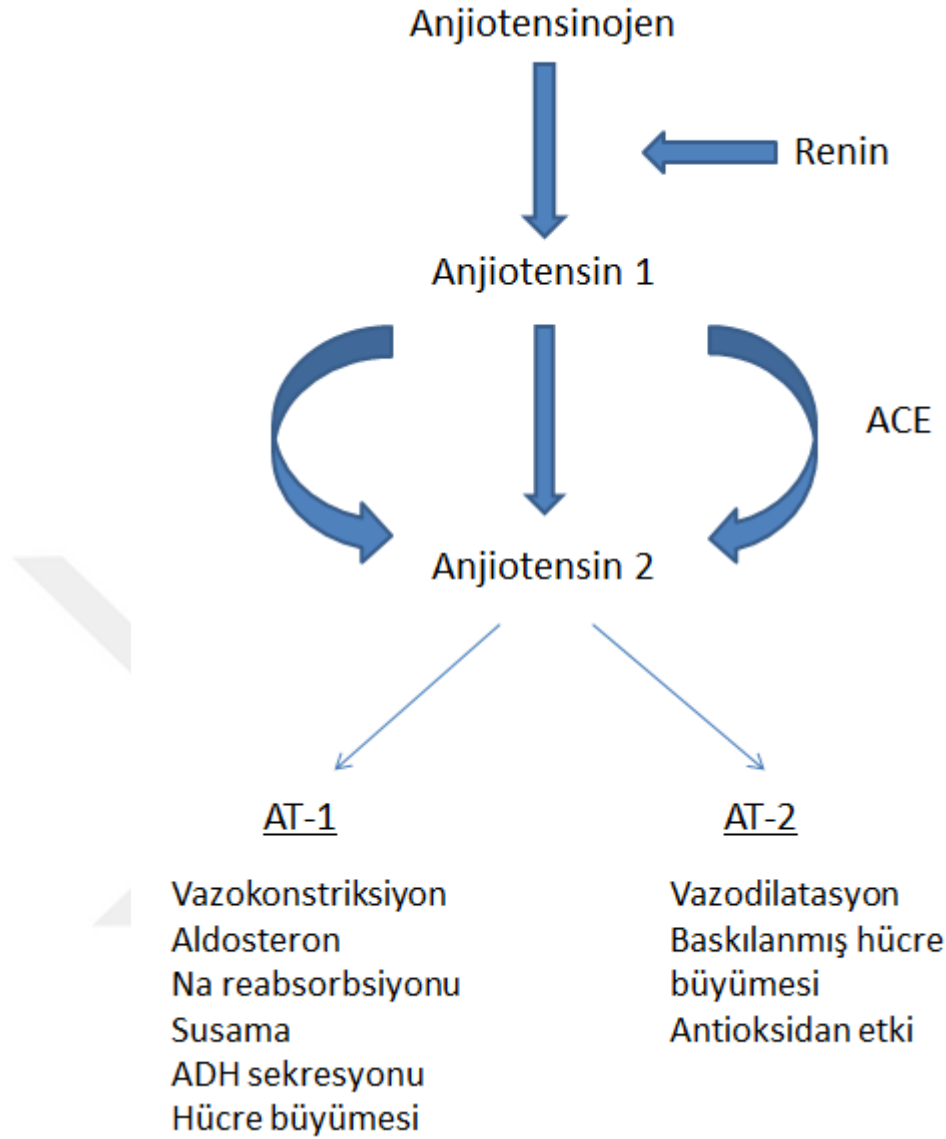 Anjiotensinojen
Renin
Anjiotensin 1
ACE
Anjiotensin 2
AT-1
Vazokonstriksiyon
Aldosteron
Na reabsorbsiyonu
Susama
ADH sekresyonu
Hücre büyümesi
AT-2
Vazodilatasyon
Baskılanmış hücre
büyümesi
Antioksidan etki